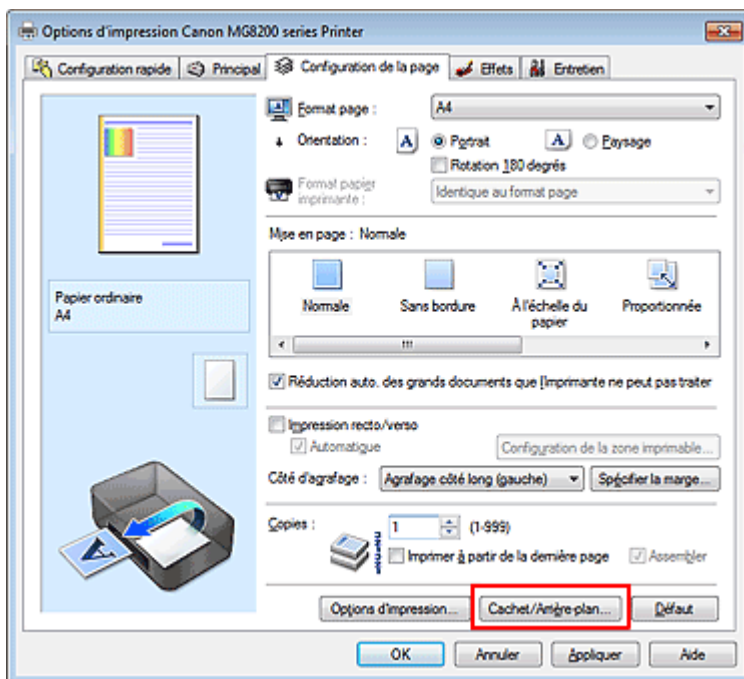 Options d'impression Canon MG8200 series Printer
Configuration rapide Principal Configuration de la page Effets Entretien
Format page : A4
Orientation : A Portrait A Paysage
Rotation 180 degrés
Format papier imprimante : Identique au format page
Mise en page : Normale
Normale Sans bordure À l'échelle du papier Proportionnée
Papier ordinaire
A4
Réduction auto. des grands documents que l'imprimante ne peut pas traiter
Impression recto/verso
Automatique Configuration de la zone imprimable...
Côté d'agrafage : Agrafage côté long (gauche) Spécifier la marge...
Copies : 1 (1-999)
Imprimer à partir de la dernière page Assembler
A
Options d'impression... Cachet/Arrière-plan... Défaut
OK Annuler Appliquer Aide